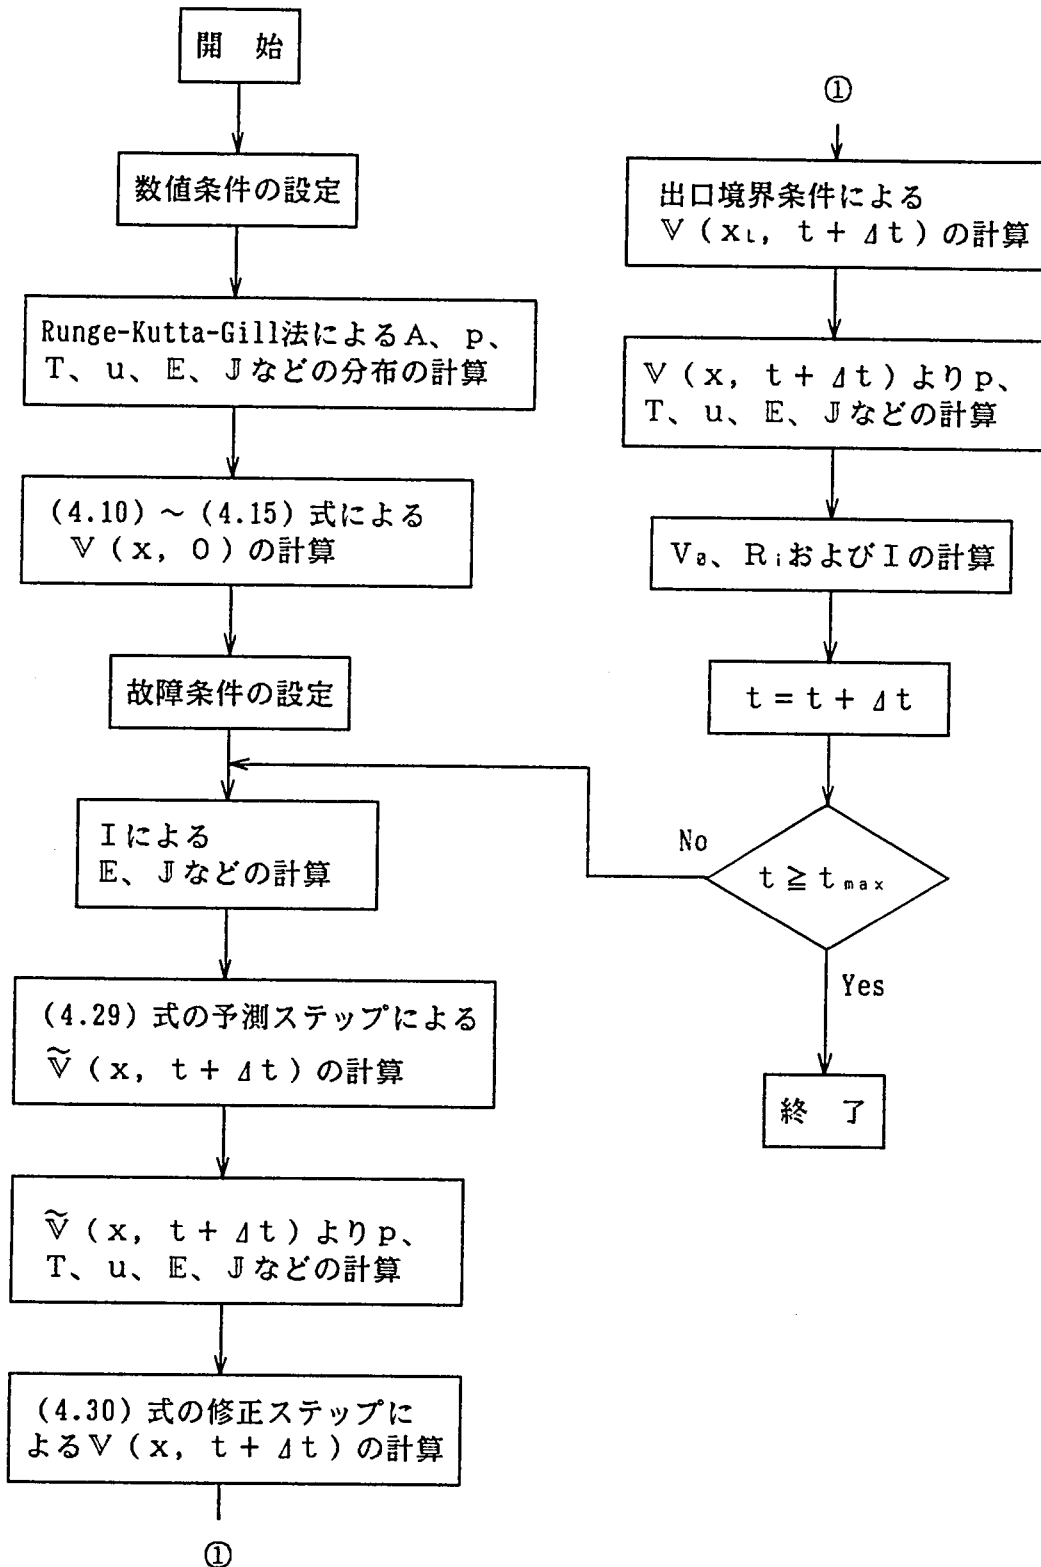 開 始
数値条件の設定
Runge-Kutta-Gill法によるA、p、
T、u、𝔼、𝕁などの分布の計算
(4.10)～(4.15)式による
𝕍(x, 0)の計算
故障条件の設定
Iによる
𝔼、𝕁などの計算
(4.29)式の予測ステップによる
𝕍̃(x, t+Δt)の計算
𝕍̃(x, t+Δt)よりp、
T、u、𝔼、𝕁などの計算
(4.30)式の修正ステップに
よる𝕍(x, t+Δt)の計算
①
①
出口境界条件による
𝕍(xL, t+Δt)の計算
𝕍(x, t+Δt)よりp、
T、u、𝔼、𝕁などの計算
Vø、RiおよびIの計算
t=t+Δt
No
t≧tmax
Yes
終 了